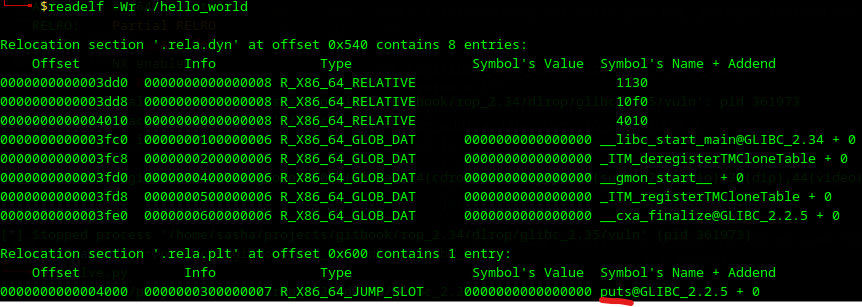 $readelf -Wr ./hello_world
Relocation section '.rela.dyn' at offset 0x540 contains 8 entries:
Offset Info Type Symbol's Value Symbol's Name + Addend
0000000000003dd0 0000000000000008 R_X86_64_RELATIVE 1130
0000000000003dd8 0000000000000008 R_X86_64_RELATIVE 10f0
0000000000004010 0000000000000008 R_X86_64_RELATIVE 4010
0000000000003fc0 0000000100000006 R_X86_64_GLOB_DAT 0000000000000000 __libc_start_main@GLIBC_2.34 + 0
0000000000003fc8 0000000200000006 R_X86_64_GLOB_DAT 0000000000000000 _ITM_deregisterTMCloneTable + 0
0000000000003fd0 0000000400000006 R_X86_64_GLOB_DAT 0000000000000000 __gmon_start__ + 0
0000000000003fd8 0000000500000006 R_X86_64_GLOB_DAT 0000000000000000 _ITM_registerTMCloneTable + 0
0000000000003fe0 0000000600000006 R_X86_64_GLOB_DAT 0000000000000000 __cxa_finalize@GLIBC_2.2.5 + 0
Relocation section '.rela.plt' at offset 0x600 contains 1 entry:
Offset Info Type Symbol's Value Symbol's Name + Addend
0000000000004000 0000000300000007 R_X86_64_JUMP_SLOT 0000000000000000 puts@GLIBC_2.2.5 + 0